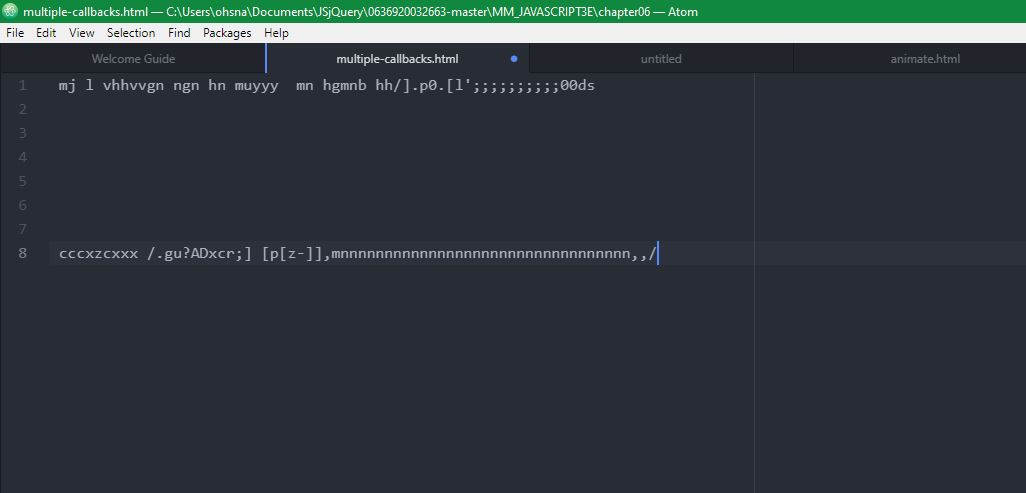 multiple-callbacks.html — C:\Users\ohsna\Documents\JSjQuery\0636920032663-master\MM_JAVASCRIPT3E\chapter06 — Atom
File Edit View Selection Find Packages Help
Welcome Guide multiple-callbacks.html untitled animate.html
1 mj l vhhvvgn ngn hn muyyy  mn hgmnb hh/].p0.[l';;;;;;;;;;00ds
2
3
4
5
6
7
8 cccxzcxxx /.gu?ADxcr;] [p[z-]],mnnnnnnnnnnnnnnnnnnnnnnnnnnnnnnnnn,,/